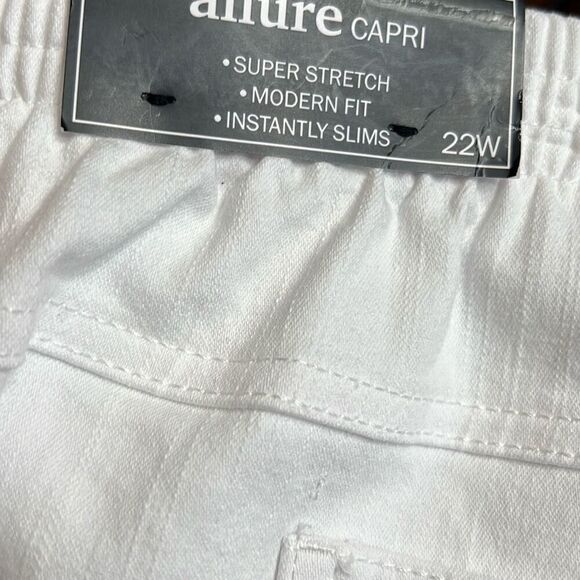 allure CAPRI
• SUPER STRETCH
• MODERN FIT
• INSTANTLY SLIMS
22W